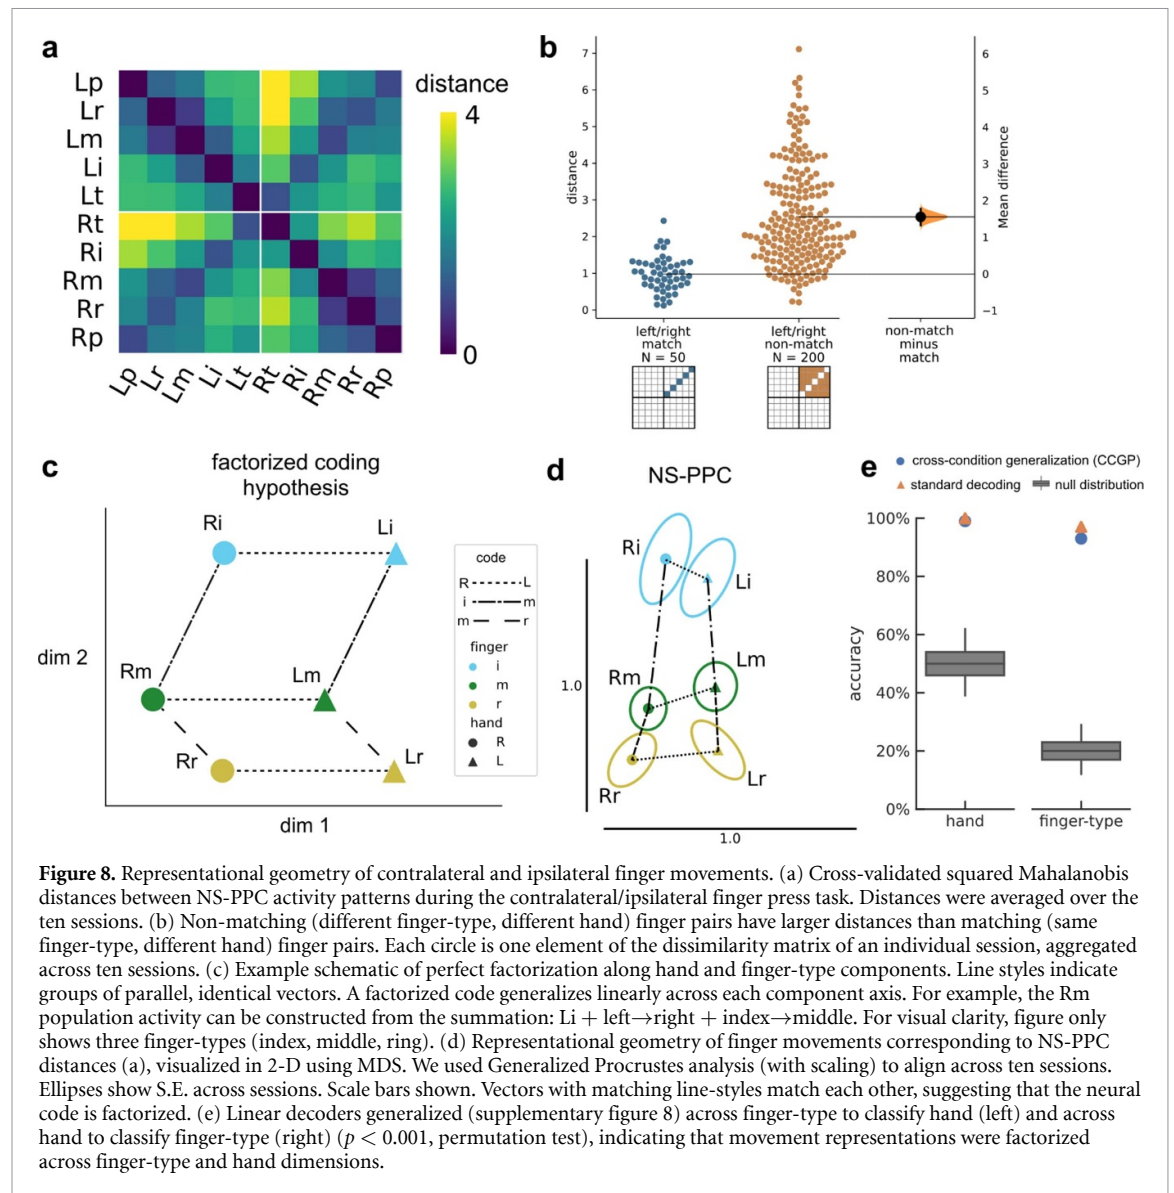 a
Lp
Lr
Lm
Li
Lt
Rt
Ri
Rm
Rr
Rp
Lp
Lr
Lm
Li
Lt
Rt
Ri
Rm
Rr
Rp
distance
4
0
b
7
6
5
4
3
2
1
0
distance
6
5
4
3
2
1
0
−1
Mean difference
left/right
match
N = 50
left/right
non-match
N = 200
non-match
minus
match
c
factorized coding
hypothesis
Ri
Li
dim 2
Rm
Lm
Rr
Lr
dim 1
code
R L
i m
m r
finger
i
m
r
hand
R
L
d
NS-PPC
Ri
Li
Lm
Rm
1.0
Rr
Lr
1.0
e
cross-condition generalization (CCGP)
standard decoding null distribution
100%
80%
60%
40%
20%
0%
accuracy
hand
finger-type
Figure 8. Representational geometry of contralateral and ipsilateral finger movements. (a) Cross-validated squared Mahalanobis
distances between NS-PPC activity patterns during the contralateral/ipsilateral finger press task. Distances were averaged over the
ten sessions. (b) Non-matching (different finger-type, different hand) finger pairs have larger distances than matching (same
finger-type, different hand) finger pairs. Each circle is one element of the dissimilarity matrix of an individual session, aggregated
across ten sessions. (c) Example schematic of perfect factorization along hand and finger-type components. Line styles indicate
groups of parallel, identical vectors. A factorized code generalizes linearly across each component axis. For example, the Rm
population activity can be constructed from the summation: Li + left→right + index→middle. For visual clarity, figure only
shows three finger-types (index, middle, ring). (d) Representational geometry of finger movements corresponding to NS-PPC
distances (a), visualized in 2-D using MDS. We used Generalized Procrustes analysis (with scaling) to align across ten sessions.
Ellipses show S.E. across sessions. Scale bars shown. Vectors with matching line-styles match each other, suggesting that the neural
code is factorized. (e) Linear decoders generalized (supplementary figure 8) across finger-type to classify hand (left) and across
hand to classify finger-type (right) (p < 0.001, permutation test), indicating that movement representations were factorized
across finger-type and hand dimensions.